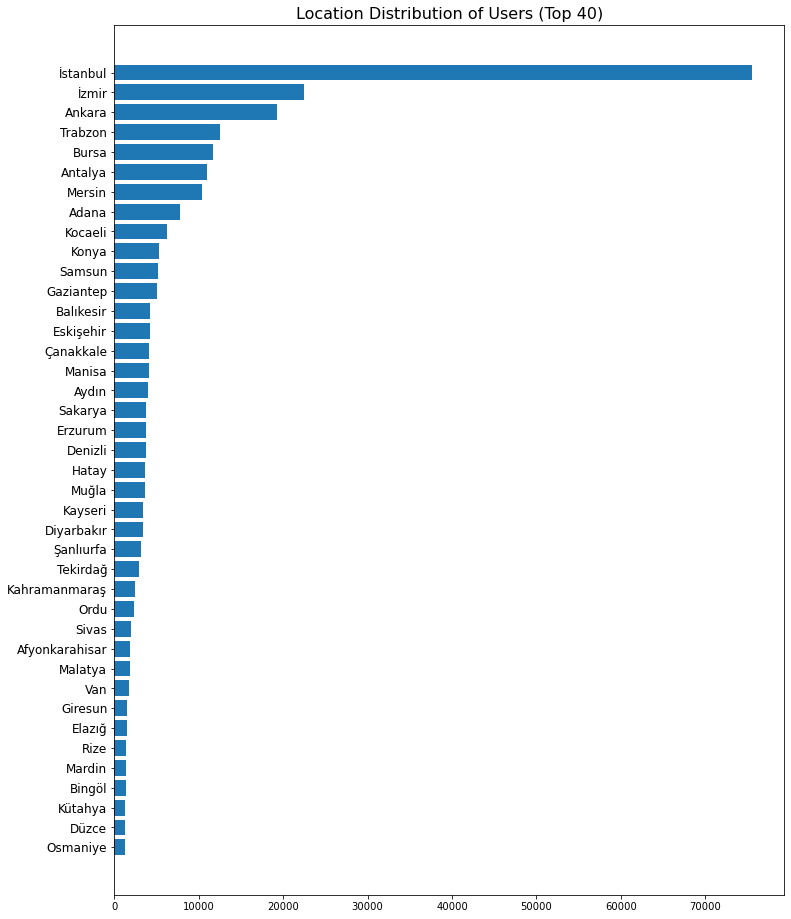 Location Distribution of Users (Top 40)
İstanbul
İzmir
Ankara
Trabzon
Bursa
Antalya
Mersin
Adana
Kocaeli
Konya
Samsun
Gaziantep
Balıkesir
Eskişehir
Çanakkale
Manisa
Aydın
Sakarya
Erzurum
Denizli
Hatay
Muğla
Kayseri
Diyarbakır
Şanlıurfa
Tekirdağ
Kahramanmaraş
Ordu
Sivas
Afyonkarahisar
Malatya
Van
Giresun
Elazığ
Rize
Mardin
Bingöl
Kütahya
Düzce
Osmaniye
0 10000 20000 30000 40000 50000 60000 70000